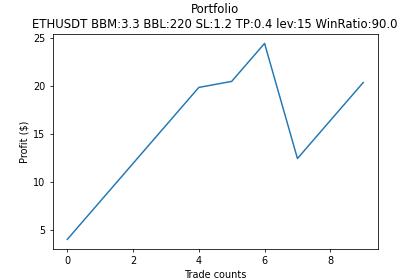 Portfolio
ETHUSDT BBM:3.3 BBL:220 SL:1.2 TP:0.4 lev:15 WinRatio:90.0
25
20
15
10
5
Profit ($)
0 2 4 6 8
Trade counts